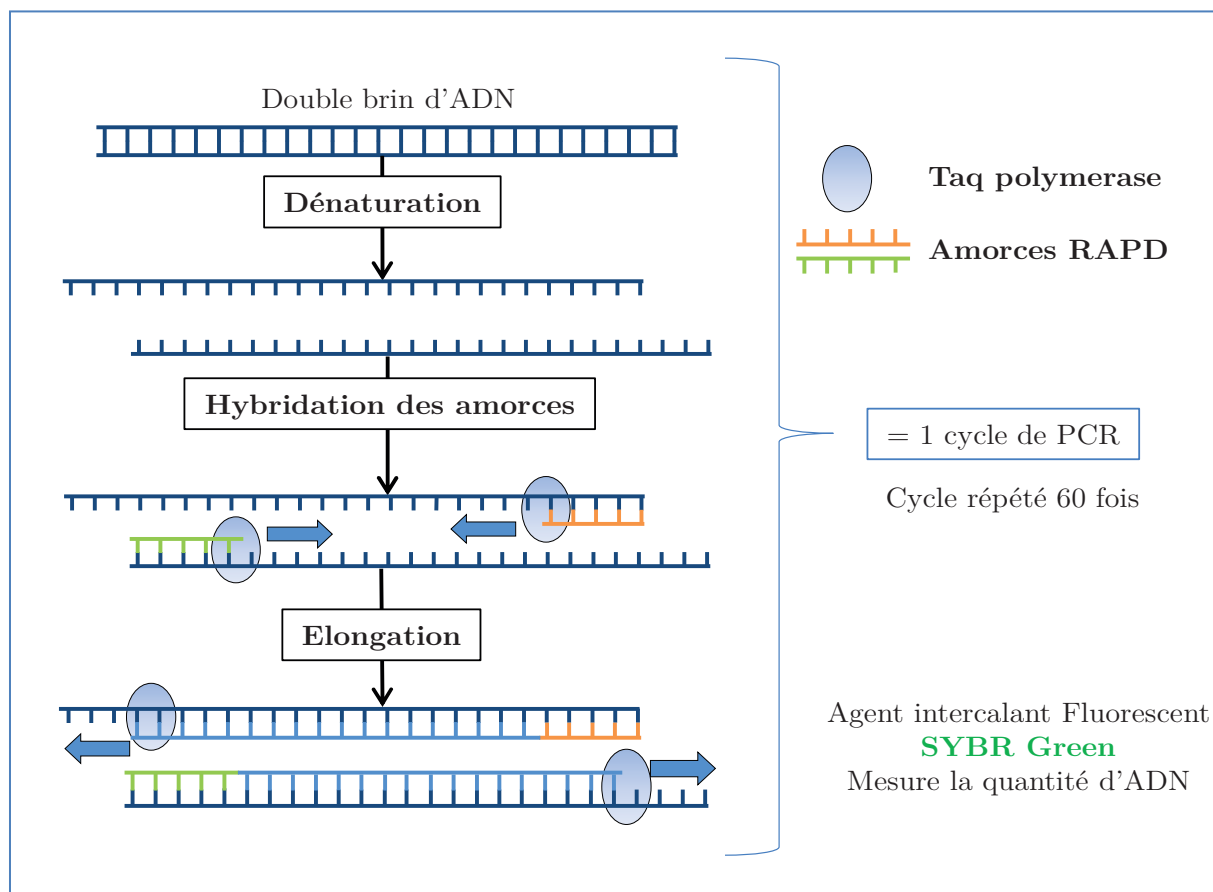 Double brin d'ADN
Dénaturation
Hybridation des amorces
Elongation
Taq polymerase
Amorces RAPD
= 1 cycle de PCR
Cycle répété 60 fois
Agent intercalant Fluorescent
SYBR Green
Mesure la quantité d'ADN